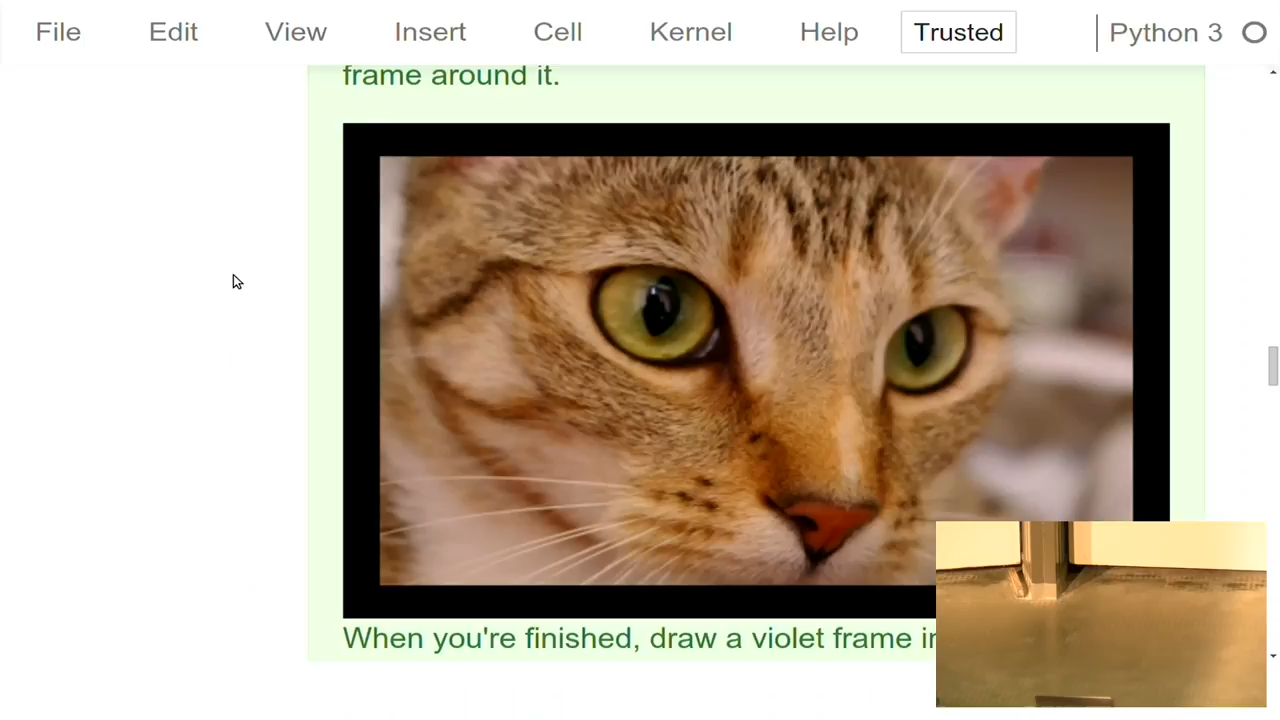 File Edit View Insert Cell Kernel Help Trusted Python 3
frame around it.
When you're finished, draw a violet frame